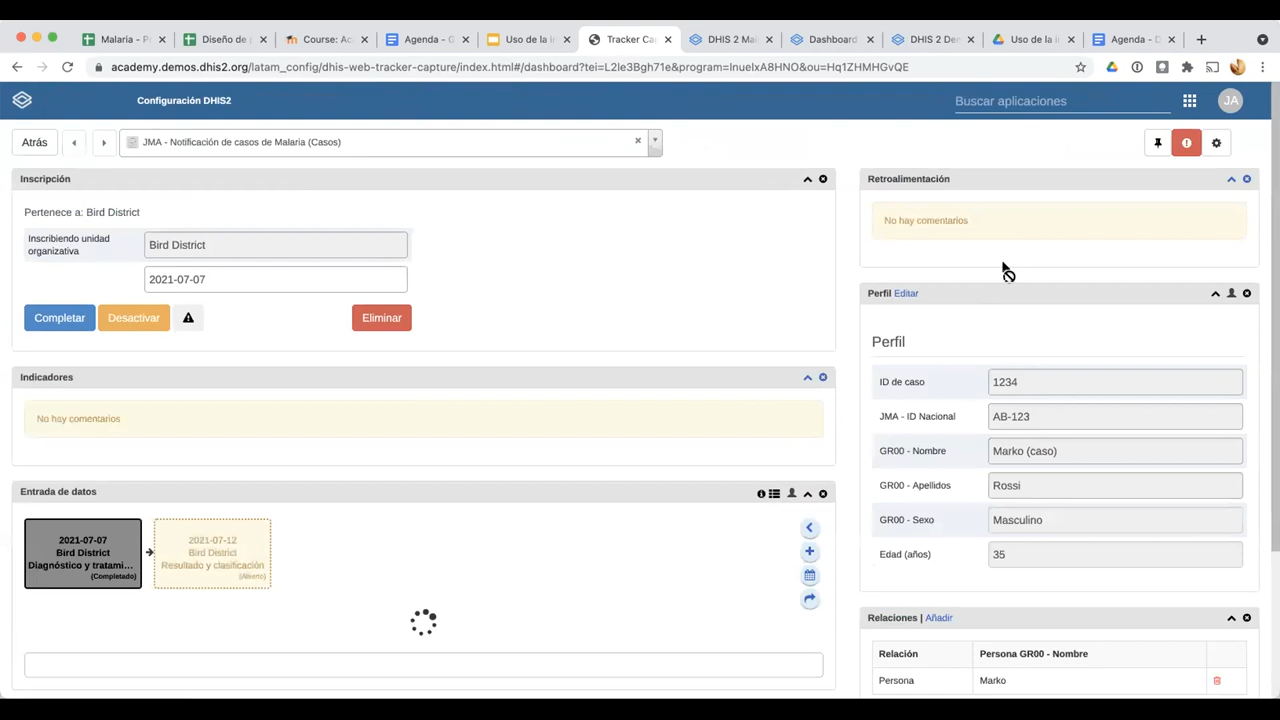 Malaria - P
Diseño de
Course: Ac
Agenda - G
Uso de la i
Tracker Ca
DHIS 2 Mal
Dashboard
DHIS 2 Den
Uso de la i
Agenda - D
academy.demos.dhis2.org/latam_config/dhis-web-tracker-capture/index.html#/dashboard?tei=L2le3Bgh71e&program=InuelxA8HNO&ou=Hq1ZHMHGvQE
Configuración DHIS2
Buscar aplicaciones
JA
Atrás
JMA - Notificación de casos de Malaria (Casos)
Inscripción
Pertenece a: Bird District
Inscribiendo unidad
organizativa
Bird District
2021-07-07
Completar
Desactivar
Eliminar
Indicadores
No hay comentarios
Entrada de datos
2021-07-07
Bird District
Diagnóstico y tratami...
(Completado)
2021-07-12
Bird District
Resultado y clasificación
(Abierto)
Retroalimentación
No hay comentarios
Perfil Editar
Perfil
ID de caso 1234
JMA - ID Nacional AB-123
GR00 - Nombre Marko (caso)
GR00 - Apellidos Rossi
GR00 - Sexo Masculino
Edad (años) 35
Relaciones | Añadir
Relación Persona GR00 - Nombre
Persona Marko